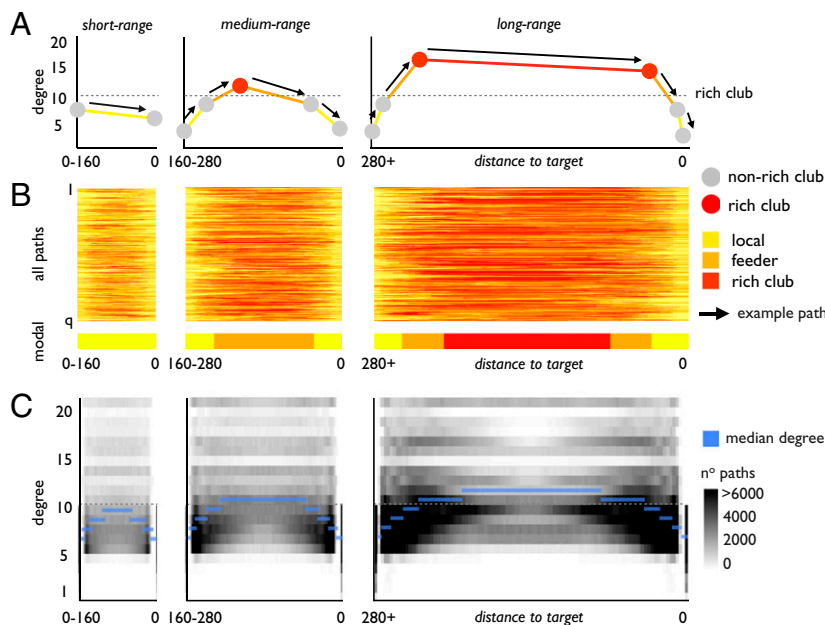 A
short-range
medium-range
long-range
degree
20
15
10
5
rich club
0-160
0
160-280
0
280+
distance to target
0
non-rich club
rich club
B
all paths
l
q
local
feeder
rich club
example path
modal
0-160
0
160-280
0
280+
distance to target
0
C
degree
20
15
10
5
l
median degree
nº paths
>6000
4000
2000
0
0-160
0
160-280
0
280+
distance to target
0